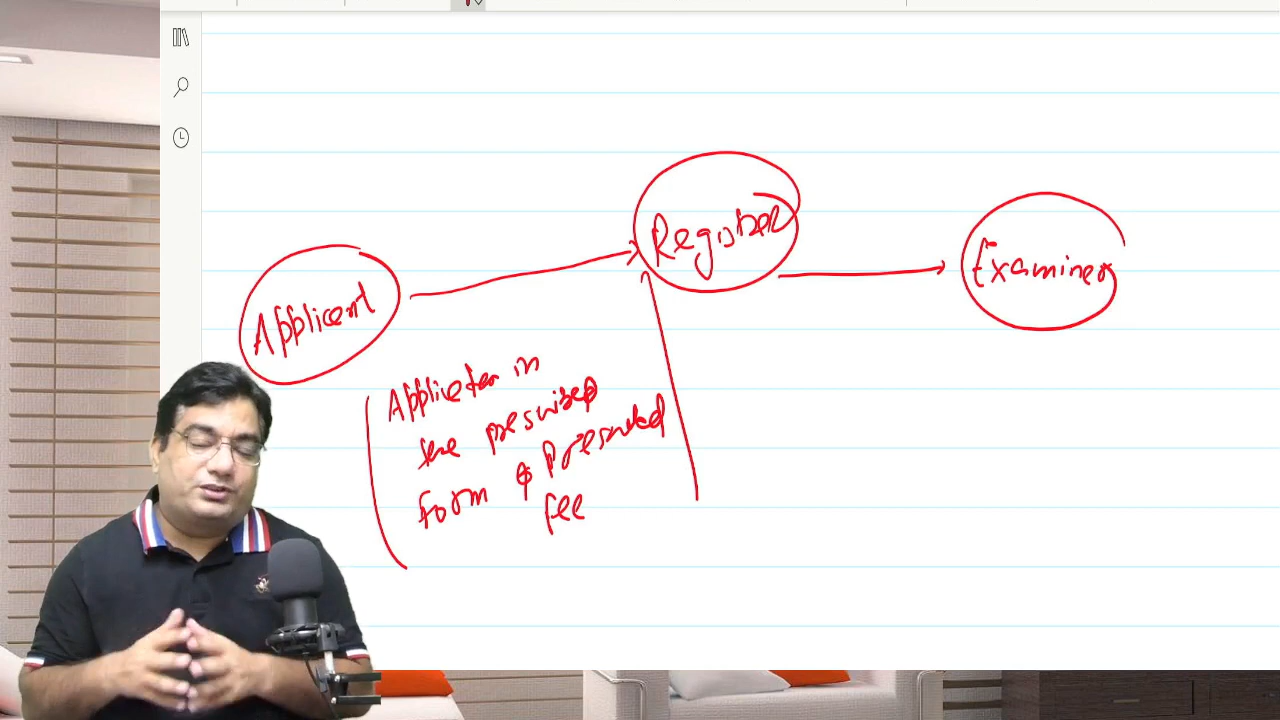 Applicant
Registrar
Examiner
Application in
the prescribed
form & prescribed
fee